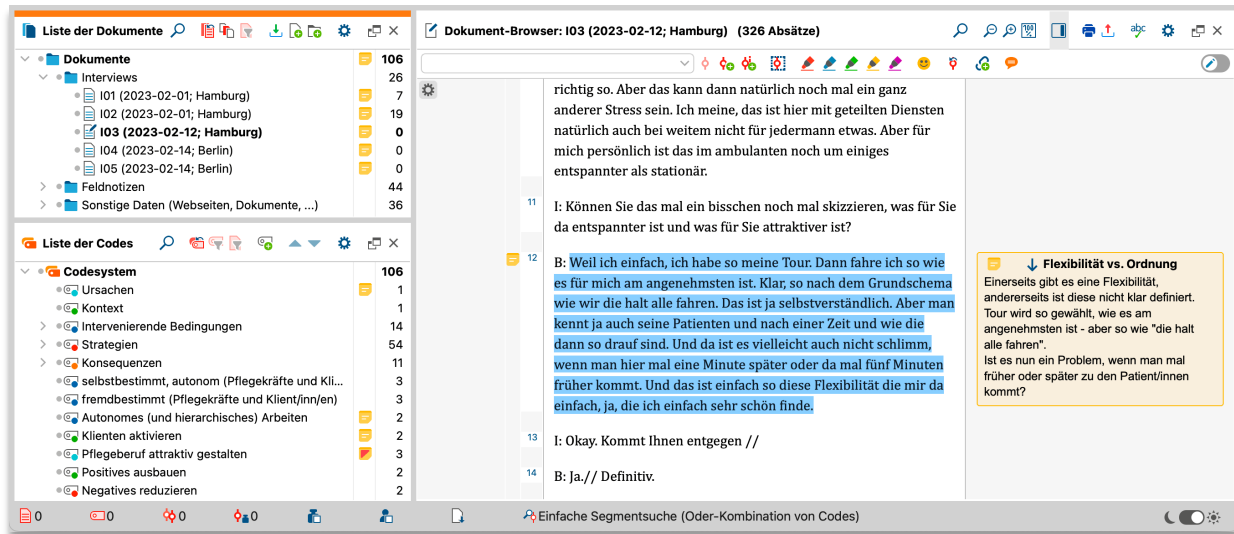 Liste der Dokumente
Dokumente 106
Interviews 26
I01 (2023-02-01; Hamburg) 7
I02 (2023-02-01; Hamburg) 19
I03 (2023-02-12; Hamburg) 0
I04 (2023-02-14; Berlin) 0
I05 (2023-02-14; Berlin) 0
Feldnotizen 44
Sonstige Daten (Webseiten, Dokumente, ...) 36
Liste der Codes
Codesystem 106
Ursachen 1
Kontext 1
Intervenierende Bedingungen 14
Strategien 54
Konsequenzen 11
selbstbestimmt, autonom (Pflegekräfte und Kli... 3
fremdbestimmt (Pflegekräfte und Klient/inn/en) 3
Autonomes (und hierarchisches) Arbeiten 2
Klienten aktivieren 2
Pflegeberuf attraktiv gestalten 3
Positives ausbauen 2
Negatives reduzieren 2
Dokument-Browser: I03 (2023-02-12; Hamburg) (326 Absätze)
100 %
abc
richtig so. Aber das kann dann natürlich noch mal ein ganz
anderer Stress sein. Ich meine, das ist hier mit geteilten Diensten
natürlich auch bei weitem nicht für jedermann etwas. Aber für
mich persönlich ist das im ambulanten noch um einiges
entspannter als stationär.
11 I: Können Sie das mal ein bisschen noch mal skizzieren, was für Sie
da entspannter ist und was für Sie attraktiver ist?
12 B: Weil ich einfach, ich habe so meine Tour. Dann fahre ich so wie
es für mich am angenehmsten ist. Klar, so nach dem Grundschema
wie wir die halt alle fahren. Das ist ja selbstverständlich. Aber man
kennt ja auch seine Patienten und nach einer Zeit und wie die
dann so drauf sind. Und da ist es vielleicht auch nicht schlimm,
wenn man hier mal eine Minute später oder da mal fünf Minuten
früher kommt. Und das ist einfach so diese Flexibilität die mir da
einfach, ja, die ich einfach sehr schön finde.
13 I: Okay. Kommt Ihnen entgegen //
14 B: Ja.// Definitiv.
Flexibilität vs. Ordnung
Einerseits gibt es eine Flexibilität,
andererseits ist diese nicht klar definiert.
Tour wird so gewählt, wie es am
angenehmsten ist - aber so wie "die halt
alle fahren".
Ist es nun ein Problem, wenn man mal
früher oder später zu den Patient/innen
kommt?
0 0 0 0 Einfache Segmentsuche (Oder-Kombination von Codes)